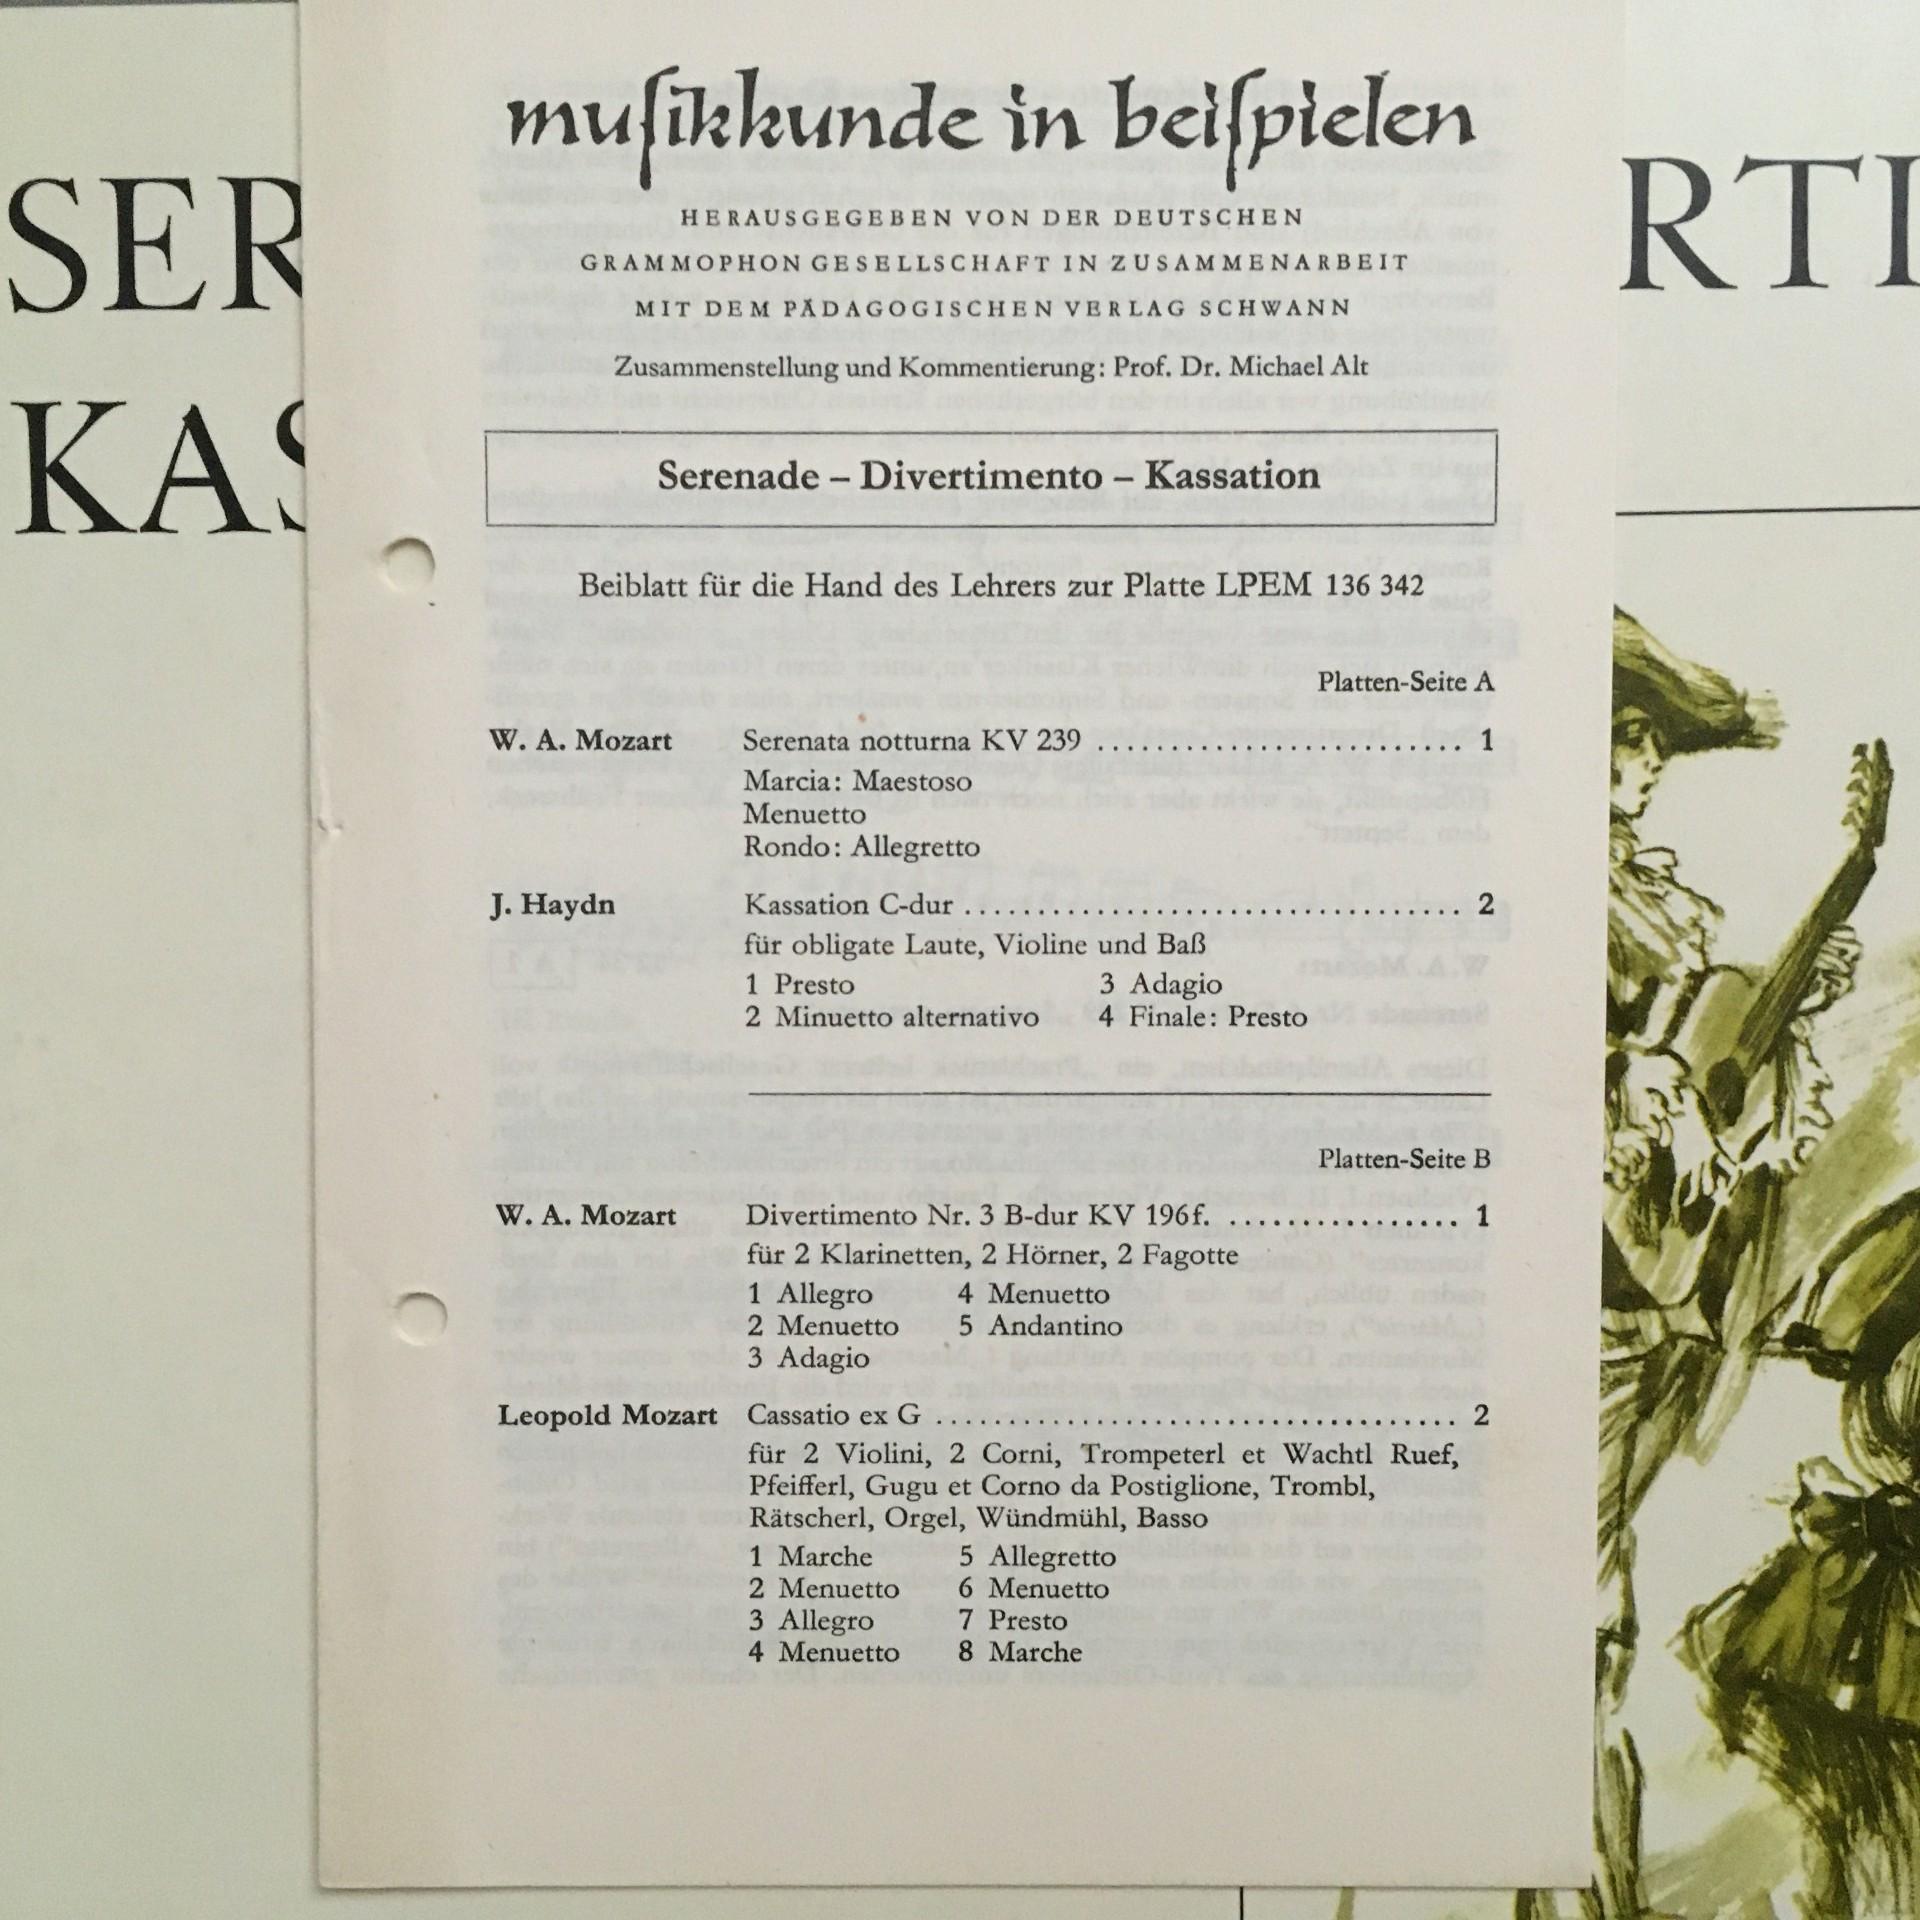 muſikkunde in beiſpielen
HERAUSGEGEBEN VON DER DEUTSCHEN
GRAMMOPHON GESELLSCHAFT IN ZUSAMMENARBEIT
MIT DEM PÄDAGOGISCHEN VERLAG SCHWANN
Zusammenstellung und Kommentierung: Prof. Dr. Michael Alt
SER
RTI
KAS
Serenade – Divertimento – Kassation
Beiblatt für die Hand des Lehrers zur Platte LPEM 136 342
Platten-Seite A
W. A. Mozart Serenata notturna KV 239 ......................... 1
Marcia: Maestoso
Menuetto
Rondo: Allegretto
J. Haydn Kassation C-dur .................................. 2
für obligate Laute, Violine und Baß
1 Presto 3 Adagio
2 Minuetto alternativo 4 Finale: Presto
Platten-Seite B
W. A. Mozart Divertimento Nr. 3 B-dur KV 196f. ................ 1
für 2 Klarinetten, 2 Hörner, 2 Fagotte
1 Allegro 4 Menuetto
2 Menuetto 5 Andantino
3 Adagio
Leopold Mozart Cassatio ex G .................................... 2
für 2 Violini, 2 Corni, Trompeterl et Wachtl Ruef,
Pfeifferl, Gugu et Corno da Postiglione, Trombl,
Rätscherl, Orgel, Wündmühl, Basso
1 Marche 5 Allegretto
2 Menuetto 6 Menuetto
3 Allegro 7 Presto
4 Menuetto 8 Marche